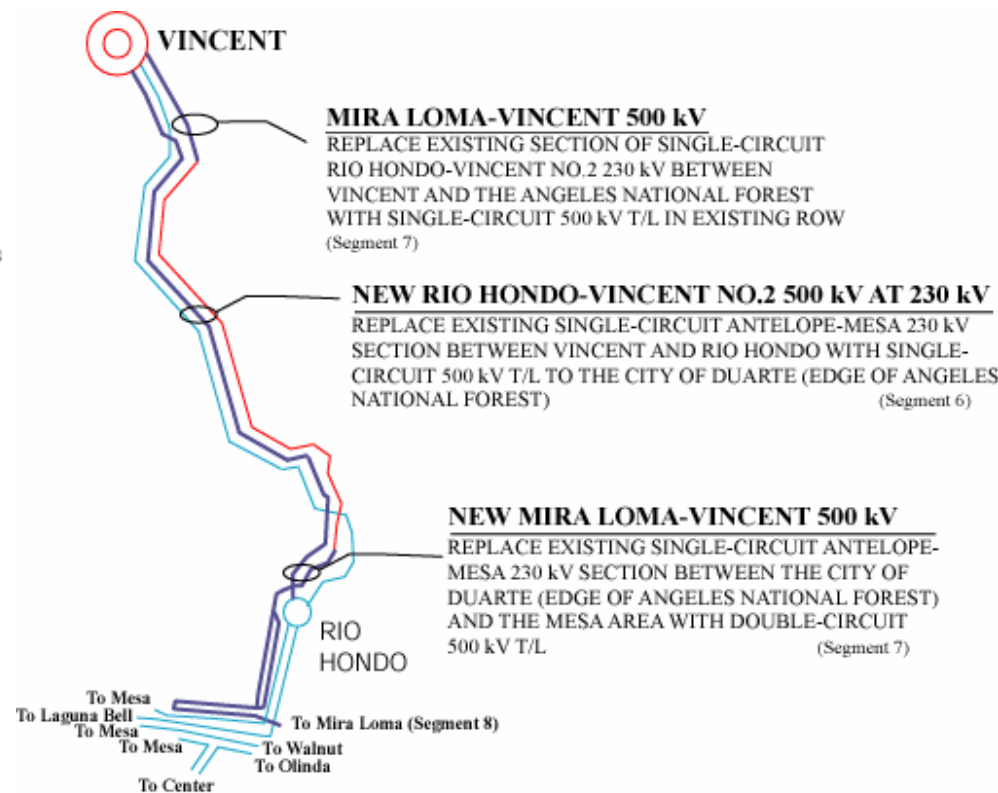 VINCENT
MIRA LOMA-VINCENT 500 kV
REPLACE EXISTING SECTION OF SINGLE-CIRCUIT
RIO HONDO-VINCENT NO.2 230 kV BETWEEN
VINCENT AND THE ANGELES NATIONAL FOREST
WITH SINGLE-CIRCUIT 500 kV T/L IN EXISTING ROW
(Segment 7)
NEW RIO HONDO-VINCENT NO.2 500 kV AT 230 kV
REPLACE EXISTING SINGLE-CIRCUIT ANTELOPE-MESA 230 kV
SECTION BETWEEN VINCENT AND RIO HONDO WITH SINGLE-
CIRCUIT 500 kV T/L TO THE CITY OF DUARTE (EDGE OF ANGELES
NATIONAL FOREST) (Segment 6)
NEW MIRA LOMA-VINCENT 500 kV
REPLACE EXISTING SINGLE-CIRCUIT ANTELOPE-
MESA 230 kV SECTION BETWEEN THE CITY OF
DUARTE (EDGE OF ANGELES NATIONAL FOREST)
AND THE MESA AREA WITH DOUBLE-CIRCUIT
500 kV T/L (Segment 7)
RIO
HONDO
To Mesa
To Laguna Bell
To Mesa
To Mesa
To Center
To Mira Loma (Segment 8)
To Walnut
To Olinda